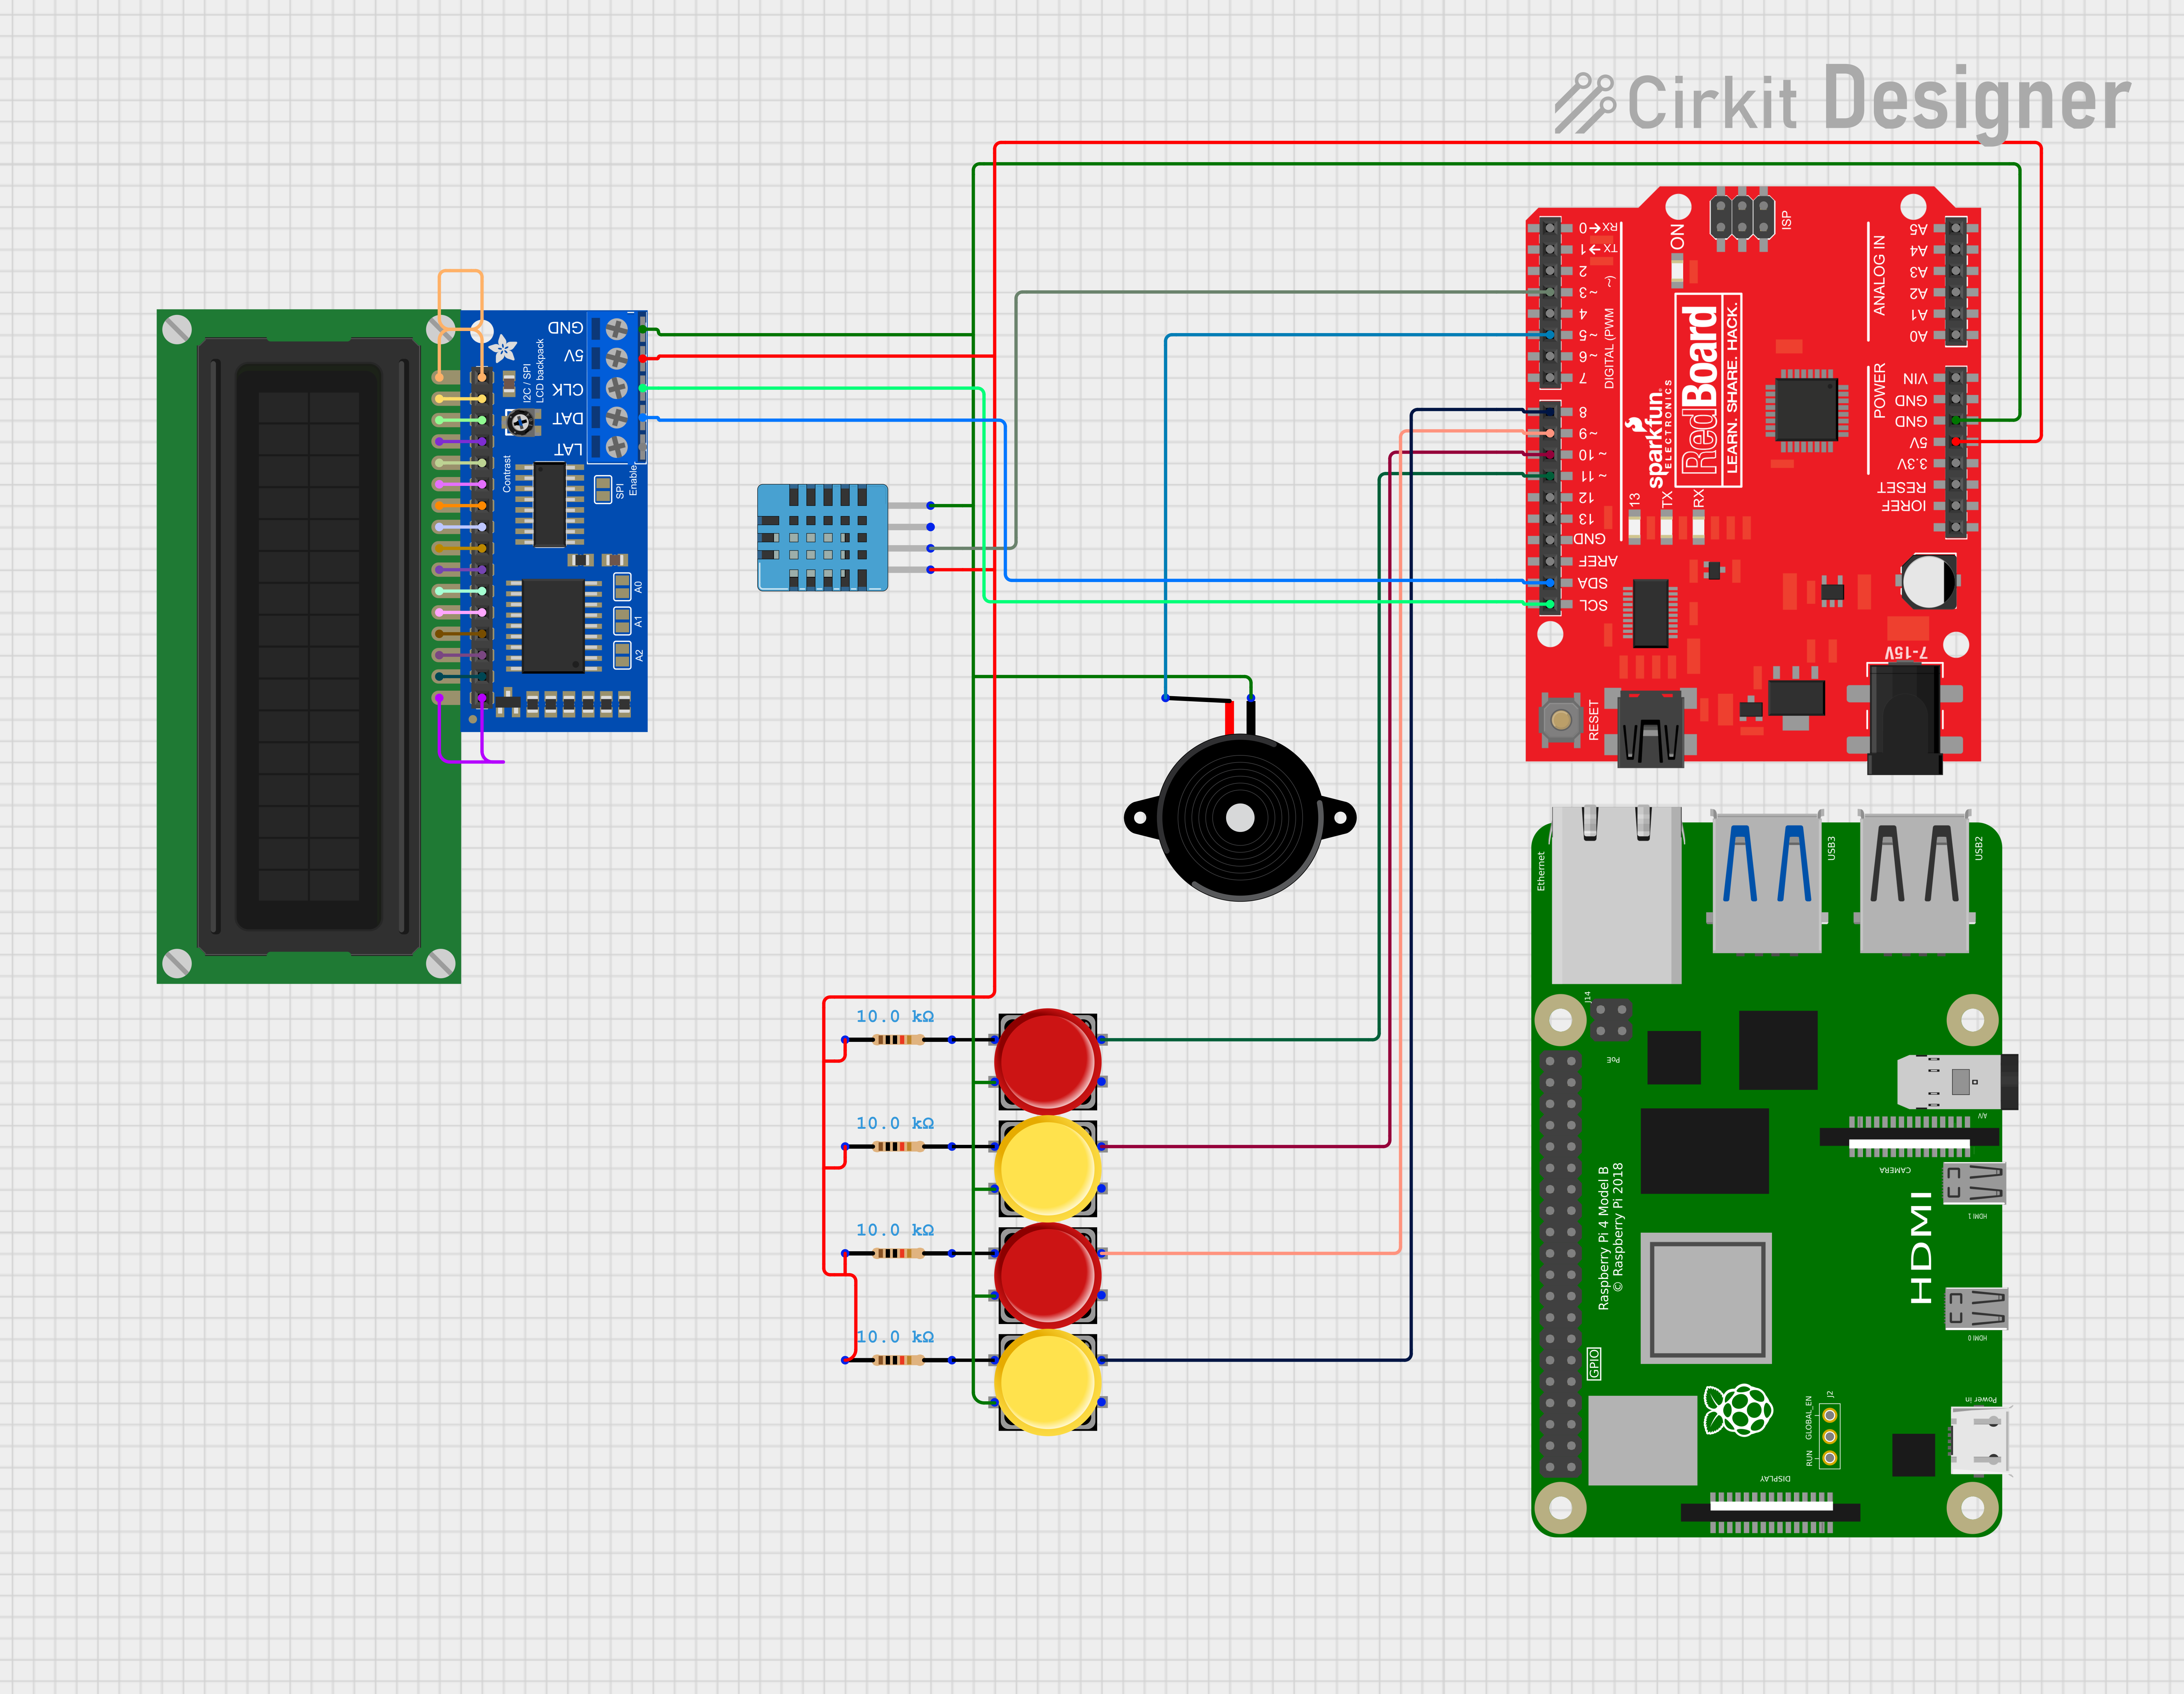 Cirkit Designer
GND
5V
CLK
DAT
LAT
I2C / SPI
LCD backpack
Contrast
SPI
Enable
A0
A1
A2
RX→0
TX→1
2
~3
4
~5
~6
7
DIGITAL (PWM ~)
8
~9
~10
~11
12
13
GND
AREF
SDA
SCL
ON
ISP
sparkfun
ELECTRONICS
RedBoard
LEARN. SHARE. HACK.
13
TX
RX
A5
A4
A3
A2
A1
A0
ANALOG IN
POWER
VIN
GND
GND
5V
3.3V
RESET
IOREF
7-15V
RESET
10.0 kΩ
10.0 kΩ
10.0 kΩ
10.0 kΩ
Ethernet
USB3
USB2
J14
PoE
A/V
CAMERA
HDMI 1
HDMI
HDMI 0
Raspberry Pi 4 Model B
© Raspberry Pi 2018
GPIO
J2
GLOBAL_EN
RUN
DISPLAY
Power in